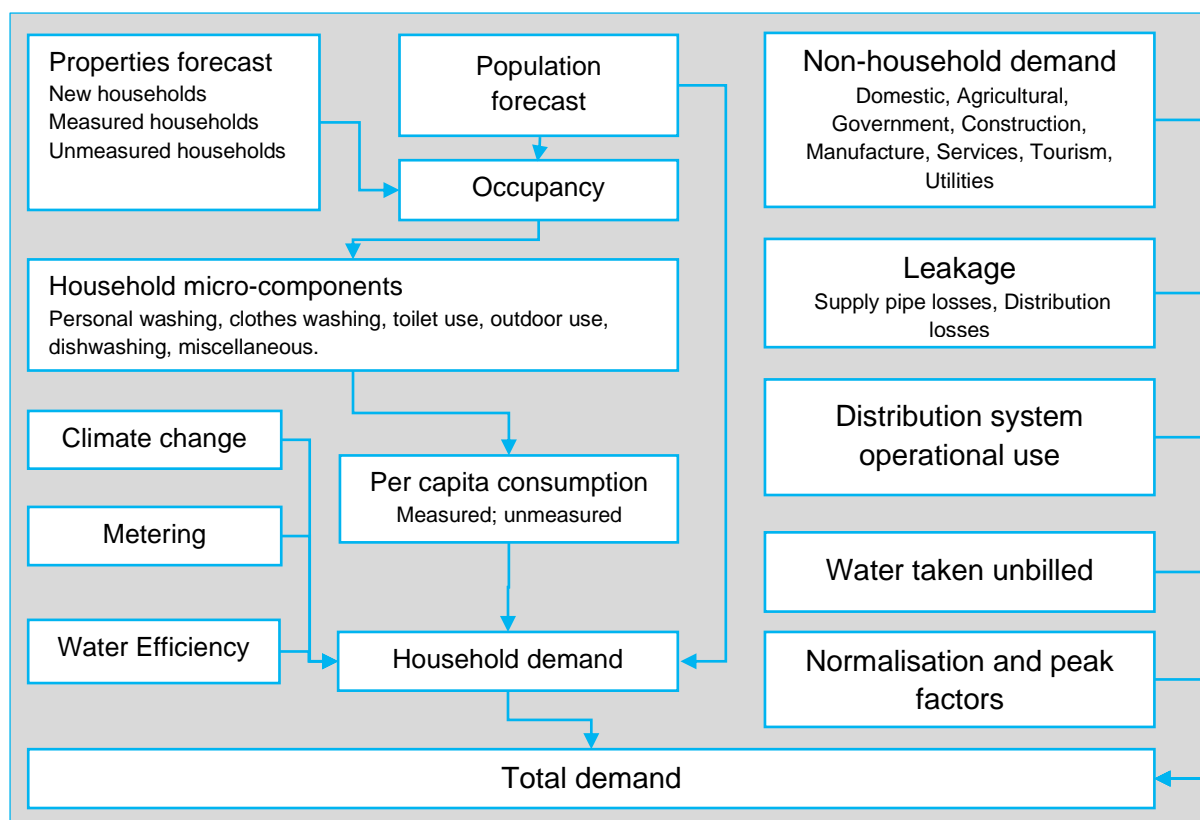 Properties forecast
New households
Measured households
Unmeasured households
Population
forecast
Occupancy
Household micro-components
Personal washing, clothes washing, toilet use, outdoor use,
dishwashing, miscellaneous.
Climate change
Metering
Water Efficiency
Per capita consumption
Measured; unmeasured
Household demand
Non-household demand
Domestic, Agricultural,
Government, Construction,
Manufacture, Services, Tourism,
Utilities
Leakage
Supply pipe losses, Distribution
losses
Distribution system
operational use
Water taken unbilled
Normalisation and peak
factors
Total demand